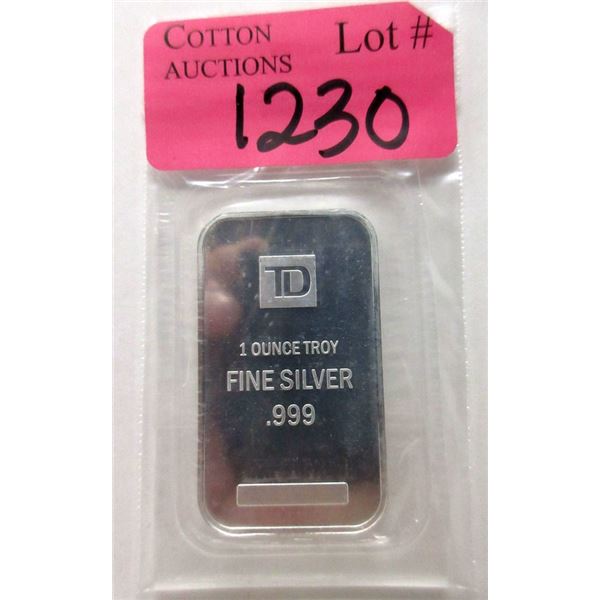 COTTON AUCTIONS Lot #
1230
TD
1 OUNCE TROY
FINE SILVER
.999